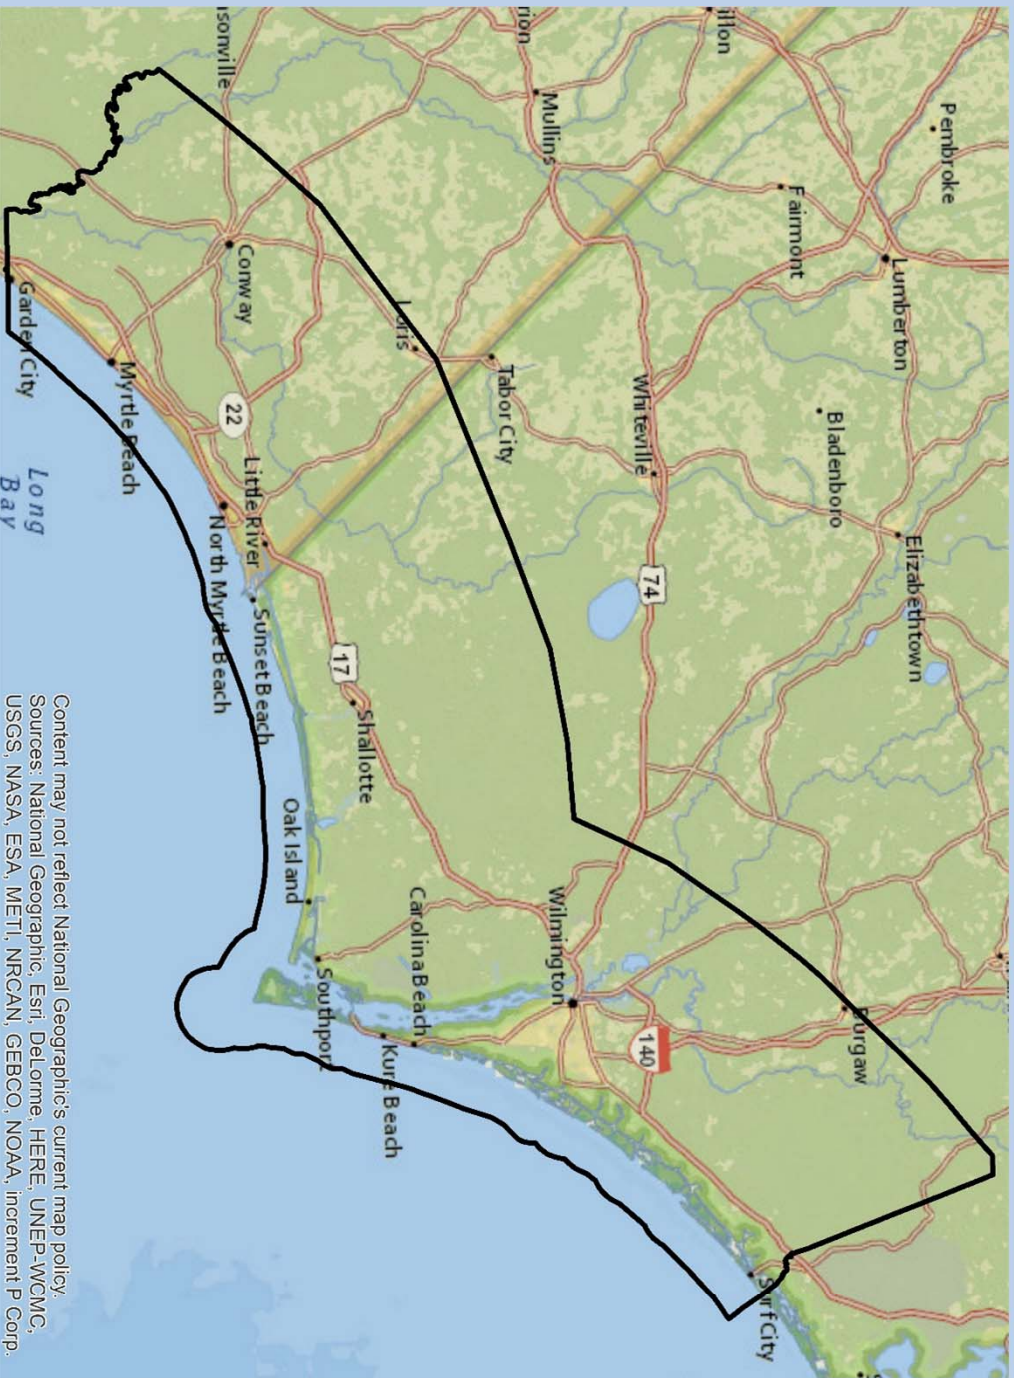 Pembroke
Mullins
Fairmont
Lumberton
Conway
Loris
Tabor City
Whiteville
Bladenboro
Elizabethtown
Garden City
Myrtle Beach
22
Little River
North Myrtle Beach
Sunset Beach
74
17
Shallotte
Long
Bay
Oak Island
Carolina Beach
Wilmington
Southport
Kure Beach
140
Burgaw
Surf City
Content may not reflect National Geographic's current map policy.
Sources: National Geographic, Esri, DeLorme, HERE, UNEP-WCMC,
USGS, NASA, ESA, METI, NRCAN, GEBCO, NOAA, increment P Corp.